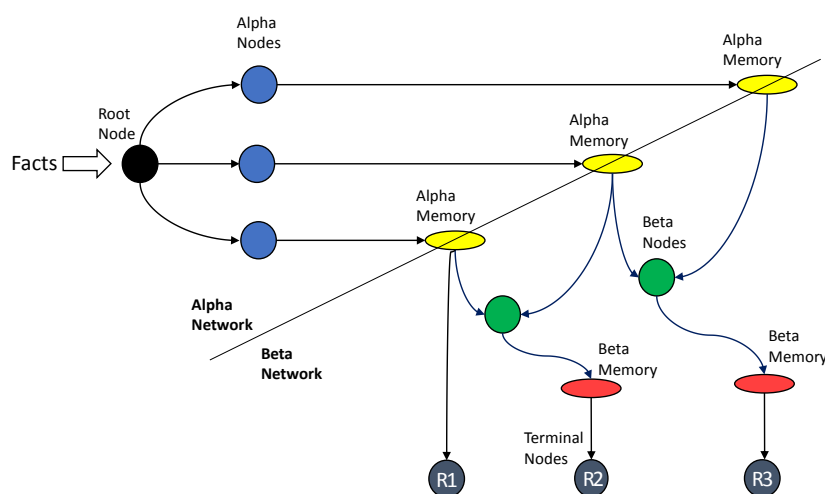 Alpha
Nodes
Alpha
Memory
Root
Node
Facts
Alpha
Memory
Alpha
Memory
Beta
Nodes
Alpha
Network
Beta
Network
Beta
Memory
Beta
Memory
Terminal
Nodes
R1
R2
R3